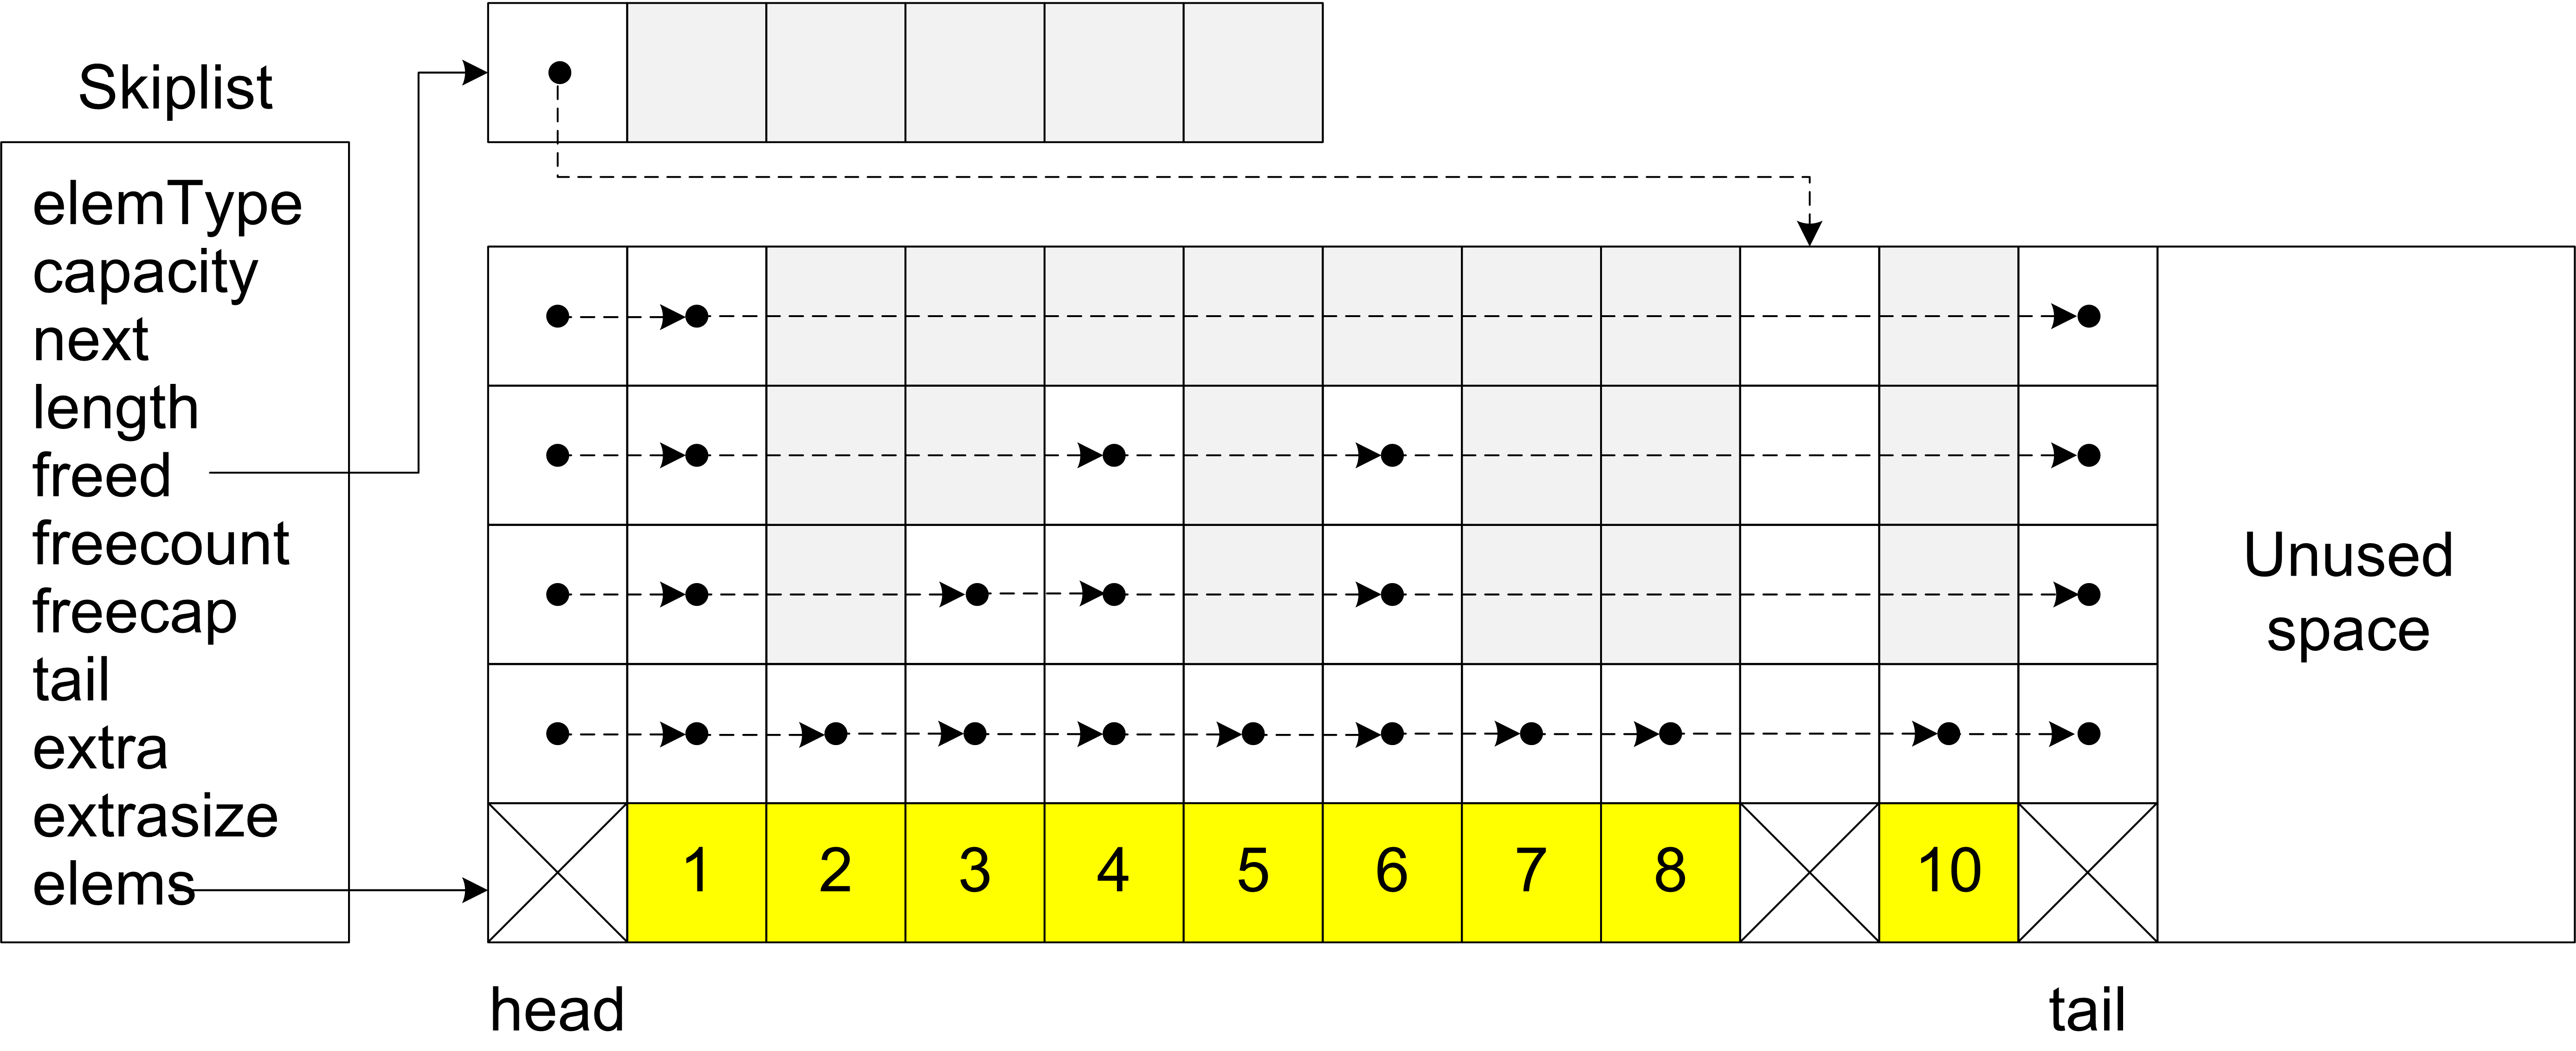 Skiplist
elemType
capacity
next
length
freed
freecount
freecap
tail
extra
extrasize
elems
Unused
space
1 2 3 4 5 6 7 8 10
head tail